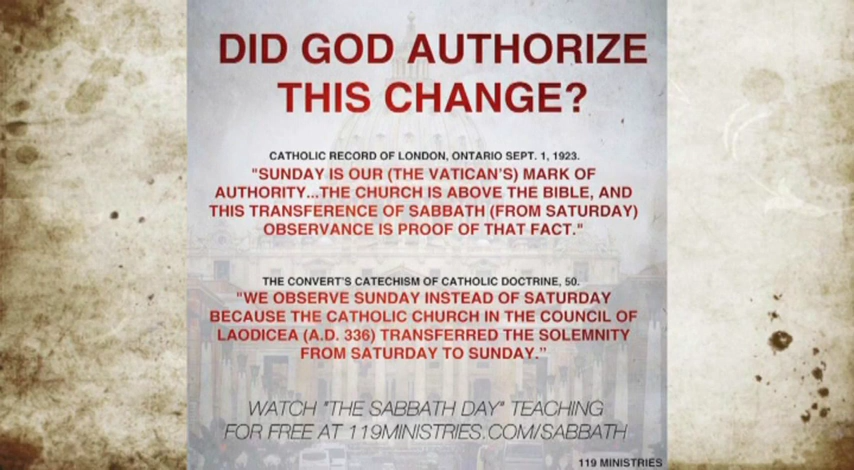 DID GOD AUTHORIZE
THIS CHANGE?
CATHOLIC RECORD OF LONDON, ONTARIO SEPT. 1, 1923.
"SUNDAY IS OUR (THE VATICAN'S) MARK OF
AUTHORITY...THE CHURCH IS ABOVE THE BIBLE, AND
THIS TRANSFERENCE OF SABBATH (FROM SATURDAY)
OBSERVANCE IS PROOF OF THAT FACT."
THE CONVERT'S CATECHISM OF CATHOLIC DOCTRINE, 50.
"WE OBSERVE SUNDAY INSTEAD OF SATURDAY
BECAUSE THE CATHOLIC CHURCH IN THE COUNCIL OF
LAODICEA (A.D. 336) TRANSFERRED THE SOLEMNITY
FROM SATURDAY TO SUNDAY."
WATCH "THE SABBATH DAY" TEACHING
FOR FREE AT 119MINISTRIES.COM/SABBATH
119 MINISTRIES